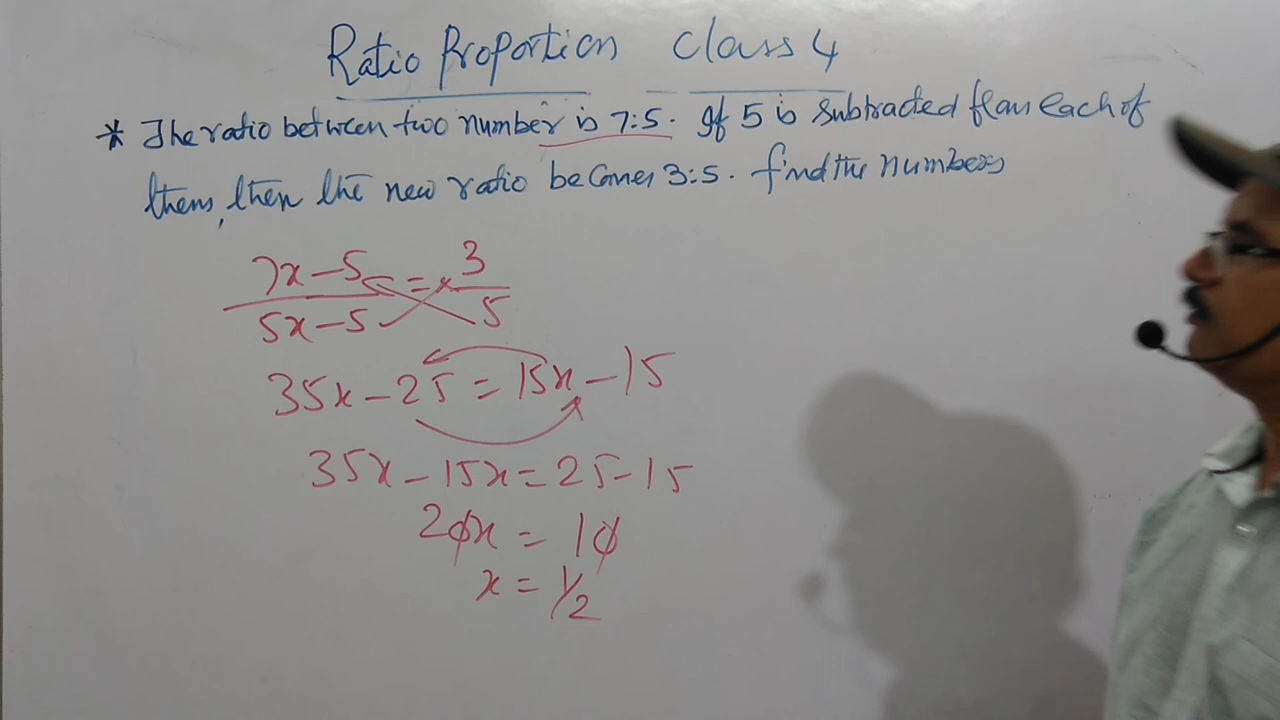 Ratio Proportion Class 4
* The ratio between two number is 7:5. If 5 is subtracted from each of
them, then the new ratio becomes 3:5. find the numbers
7x-5 = 3
5x-5 5
35x-25 = 15x-15
35x-15x=25-15
20x = 10
x = 1/2